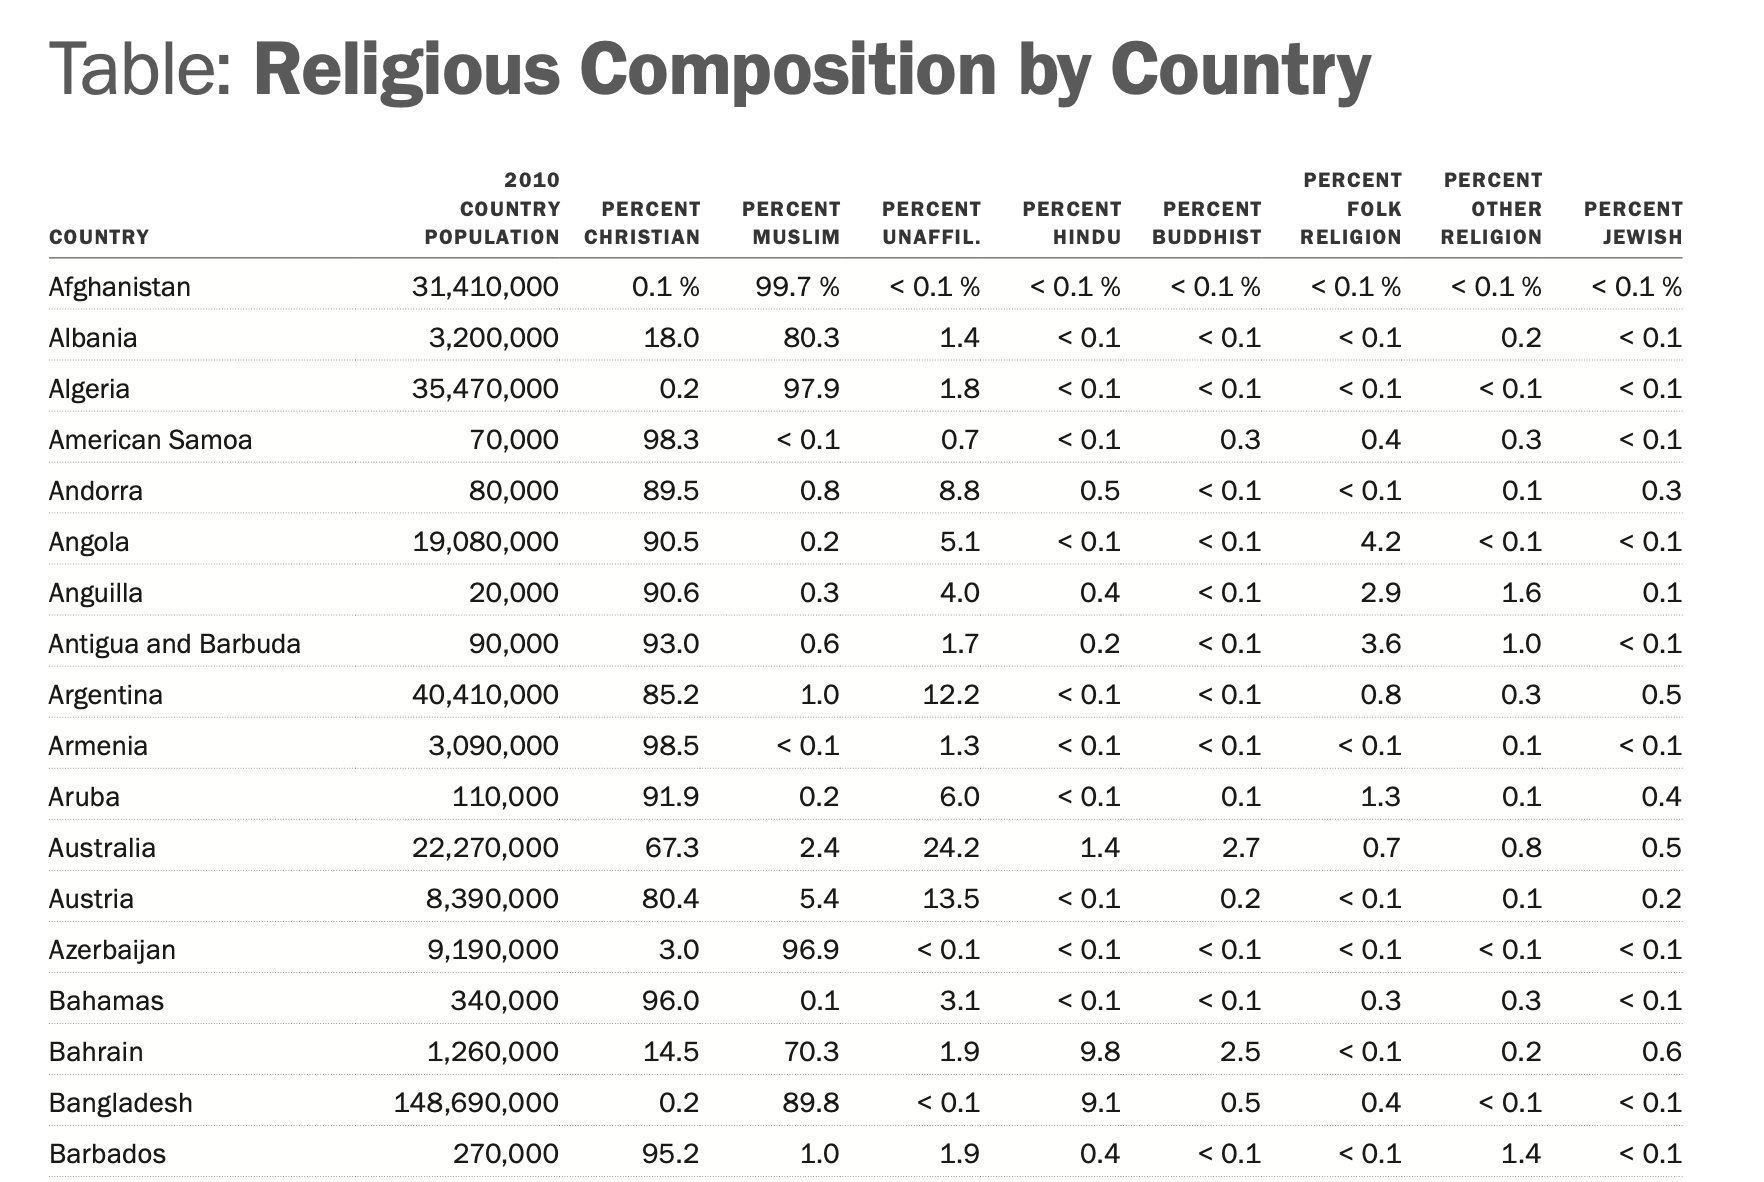 Table: Religious Composition by Country
COUNTRY 2010 COUNTRY POPULATION PERCENT CHRISTIAN PERCENT MUSLIM PERCENT UNAFFIL. PERCENT HINDU PERCENT BUDDHIST PERCENT FOLK RELIGION PERCENT OTHER RELIGION PERCENT JEWISH
Afghanistan 31,410,000 0.1 % 99.7 % < 0.1 % < 0.1 % < 0.1 % < 0.1 % < 0.1 % < 0.1 %
Albania 3,200,000 18.0 80.3 1.4 < 0.1 < 0.1 < 0.1 0.2 < 0.1
Algeria 35,470,000 0.2 97.9 1.8 < 0.1 < 0.1 < 0.1 < 0.1 < 0.1
American Samoa 70,000 98.3 < 0.1 0.7 < 0.1 0.3 0.4 0.3 < 0.1
Andorra 80,000 89.5 0.8 8.8 0.5 < 0.1 < 0.1 0.1 0.3
Angola 19,080,000 90.5 0.2 5.1 < 0.1 < 0.1 4.2 < 0.1 < 0.1
Anguilla 20,000 90.6 0.3 4.0 0.4 < 0.1 2.9 1.6 0.1
Antigua and Barbuda 90,000 93.0 0.6 1.7 0.2 < 0.1 3.6 1.0 < 0.1
Argentina 40,410,000 85.2 1.0 12.2 < 0.1 < 0.1 0.8 0.3 0.5
Armenia 3,090,000 98.5 < 0.1 1.3 < 0.1 < 0.1 < 0.1 0.1 < 0.1
Aruba 110,000 91.9 0.2 6.0 < 0.1 0.1 1.3 0.1 0.4
Australia 22,270,000 67.3 2.4 24.2 1.4 2.7 0.7 0.8 0.5
Austria 8,390,000 80.4 5.4 13.5 < 0.1 0.2 < 0.1 0.1 0.2
Azerbaijan 9,190,000 3.0 96.9 < 0.1 < 0.1 < 0.1 < 0.1 < 0.1 < 0.1
Bahamas 340,000 96.0 0.1 3.1 < 0.1 < 0.1 0.3 0.3 < 0.1
Bahrain 1,260,000 14.5 70.3 1.9 9.8 2.5 < 0.1 0.2 0.6
Bangladesh 148,690,000 0.2 89.8 < 0.1 9.1 0.5 0.4 < 0.1 < 0.1
Barbados 270,000 95.2 1.0 1.9 0.4 < 0.1 < 0.1 1.4 < 0.1